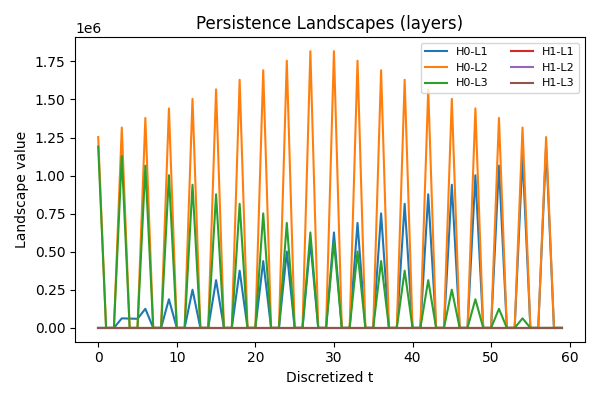 Persistence Landscapes (layers)
1e6
H0-L1
H0-L2
H0-L3
H1-L1
H1-L2
H1-L3
Landscape value
1.75
1.50
1.25
1.00
0.75
0.50
0.25
0.00
0 10 20 30 40 50 60
Discretized t